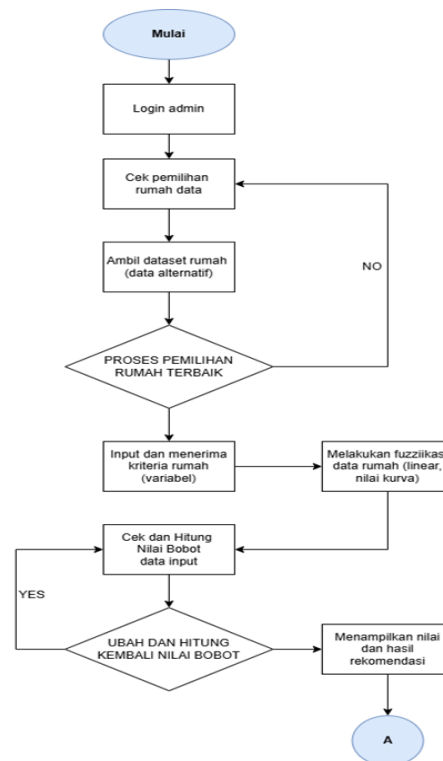 Mulai
Login admin
Cek pemilihan
rumah data
Ambil dataset rumah
(data alternatif)
NO
PROSES PEMILIHAN
RUMAH TERBAIK
Input dan menerima
kriteria rumah
(variabel)
Melakukan fuzziikas
data rumah (linear,
nilai kurva)
Cek dan Hitung
Nilai Bobot
data input
YES
UBAH DAN HITUNG
KEMBALI NILAI BOBOT
Menampilkan nilai
dan hasil
rekomendasi
A